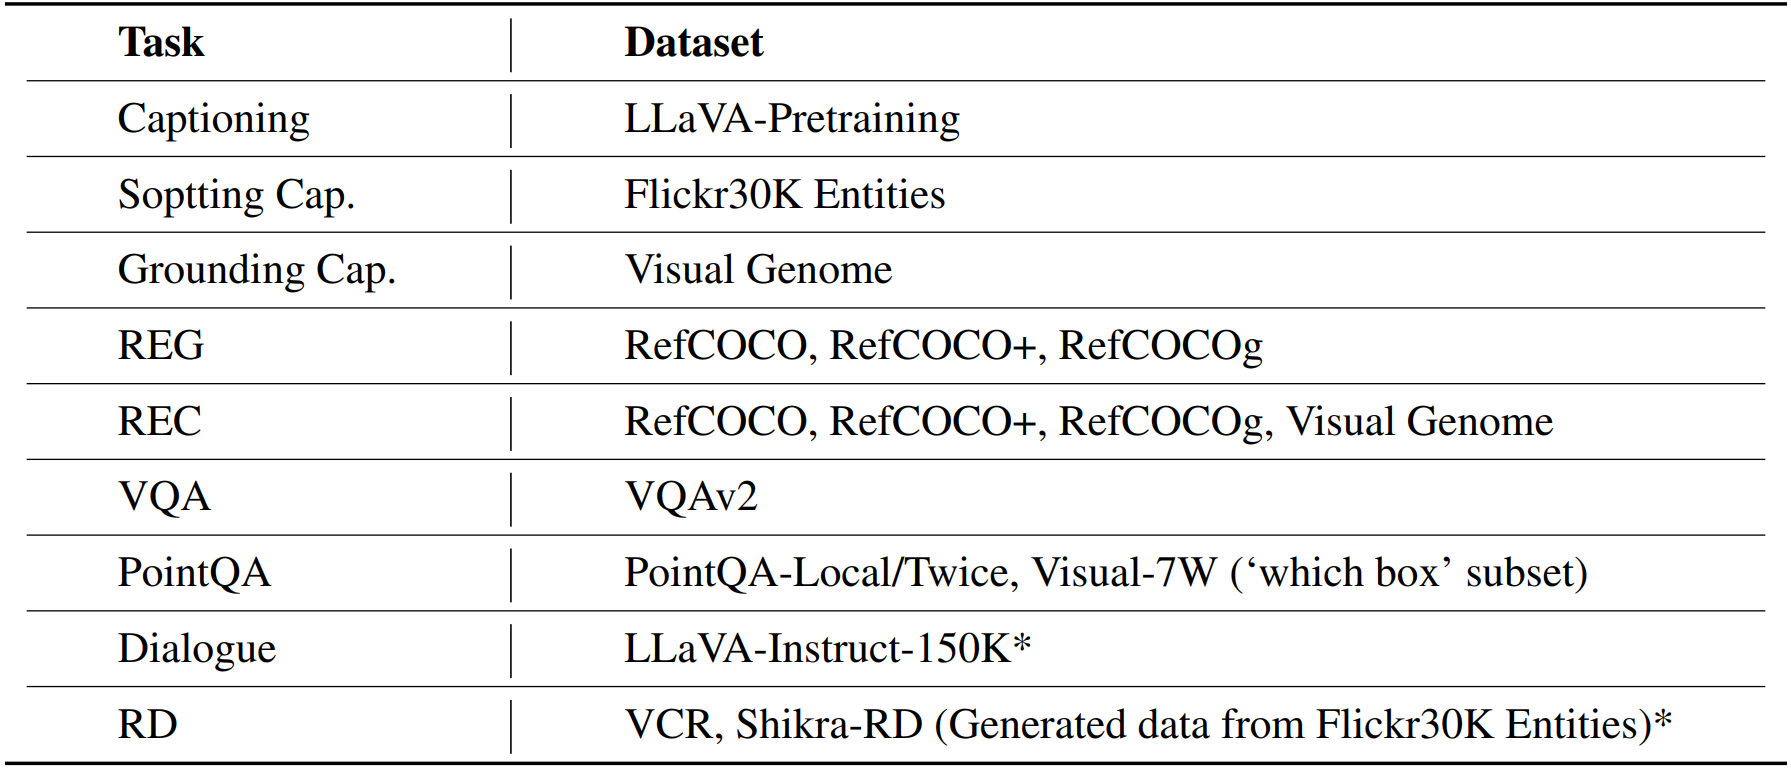 Task Dataset
Captioning LLaVA-Pretraining
Soptting Cap. Flickr30K Entities
Grounding Cap. Visual Genome
REG RefCOCO, RefCOCO+, RefCOCOg
REC RefCOCO, RefCOCO+, RefCOCOg, Visual Genome
VQA VQAv2
PointQA PointQA-Local/Twice, Visual-7W (‘which box’ subset)
Dialogue LLaVA-Instruct-150K*
RD VCR, Shikra-RD (Generated data from Flickr30K Entities)*